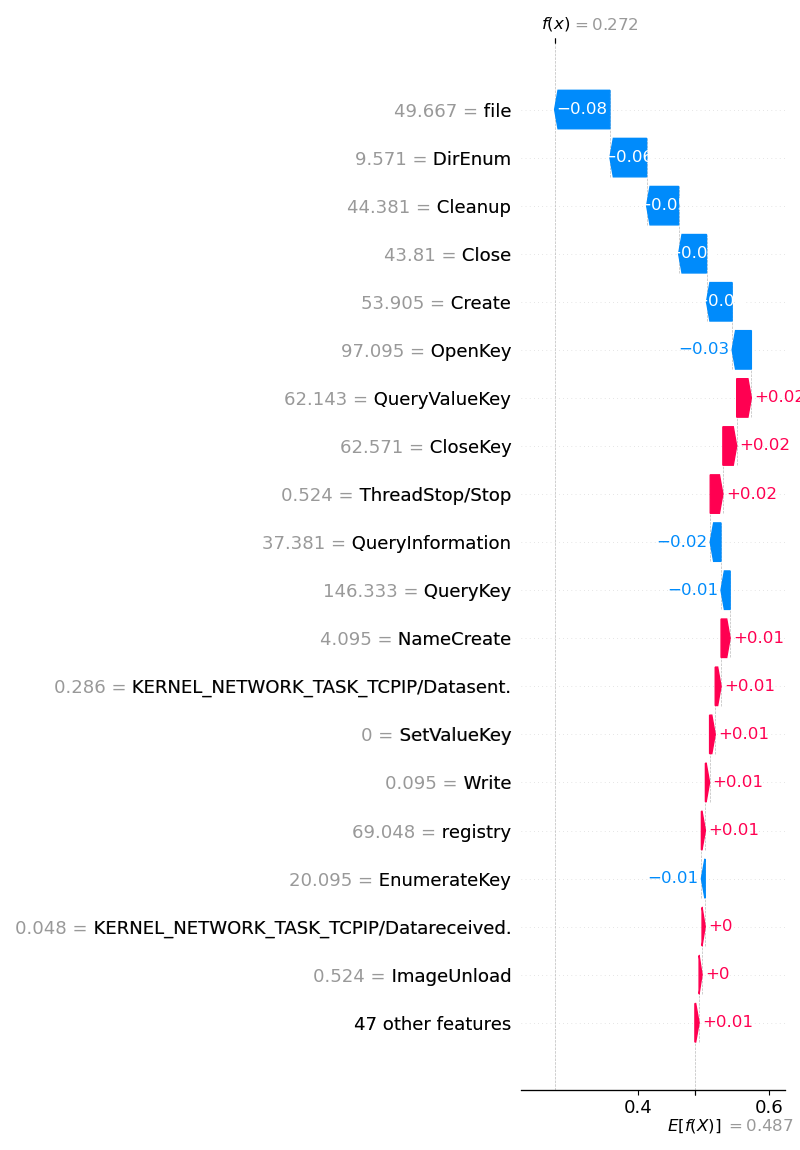 f(x) = 0.272
49.667 = file −0.08
9.571 = DirEnum −0.06
44.381 = Cleanup
43.81 = Close
53.905 = Create
97.095 = OpenKey −0.03
62.143 = QueryValueKey +0.02
62.571 = CloseKey +0.02
0.524 = ThreadStop/Stop +0.02
37.381 = QueryInformation −0.02
146.333 = QueryKey −0.01
4.095 = NameCreate +0.01
0.286 = KERNEL_NETWORK_TASK_TCPIP/Datasent. +0.01
0 = SetValueKey +0.01
0.095 = Write +0.01
69.048 = registry +0.01
20.095 = EnumerateKey −0.01
0.048 = KERNEL_NETWORK_TASK_TCPIP/Datareceived. +0
0.524 = ImageUnload +0
47 other features +0.01
0.4 0.6
E[f(X)] = 0.487